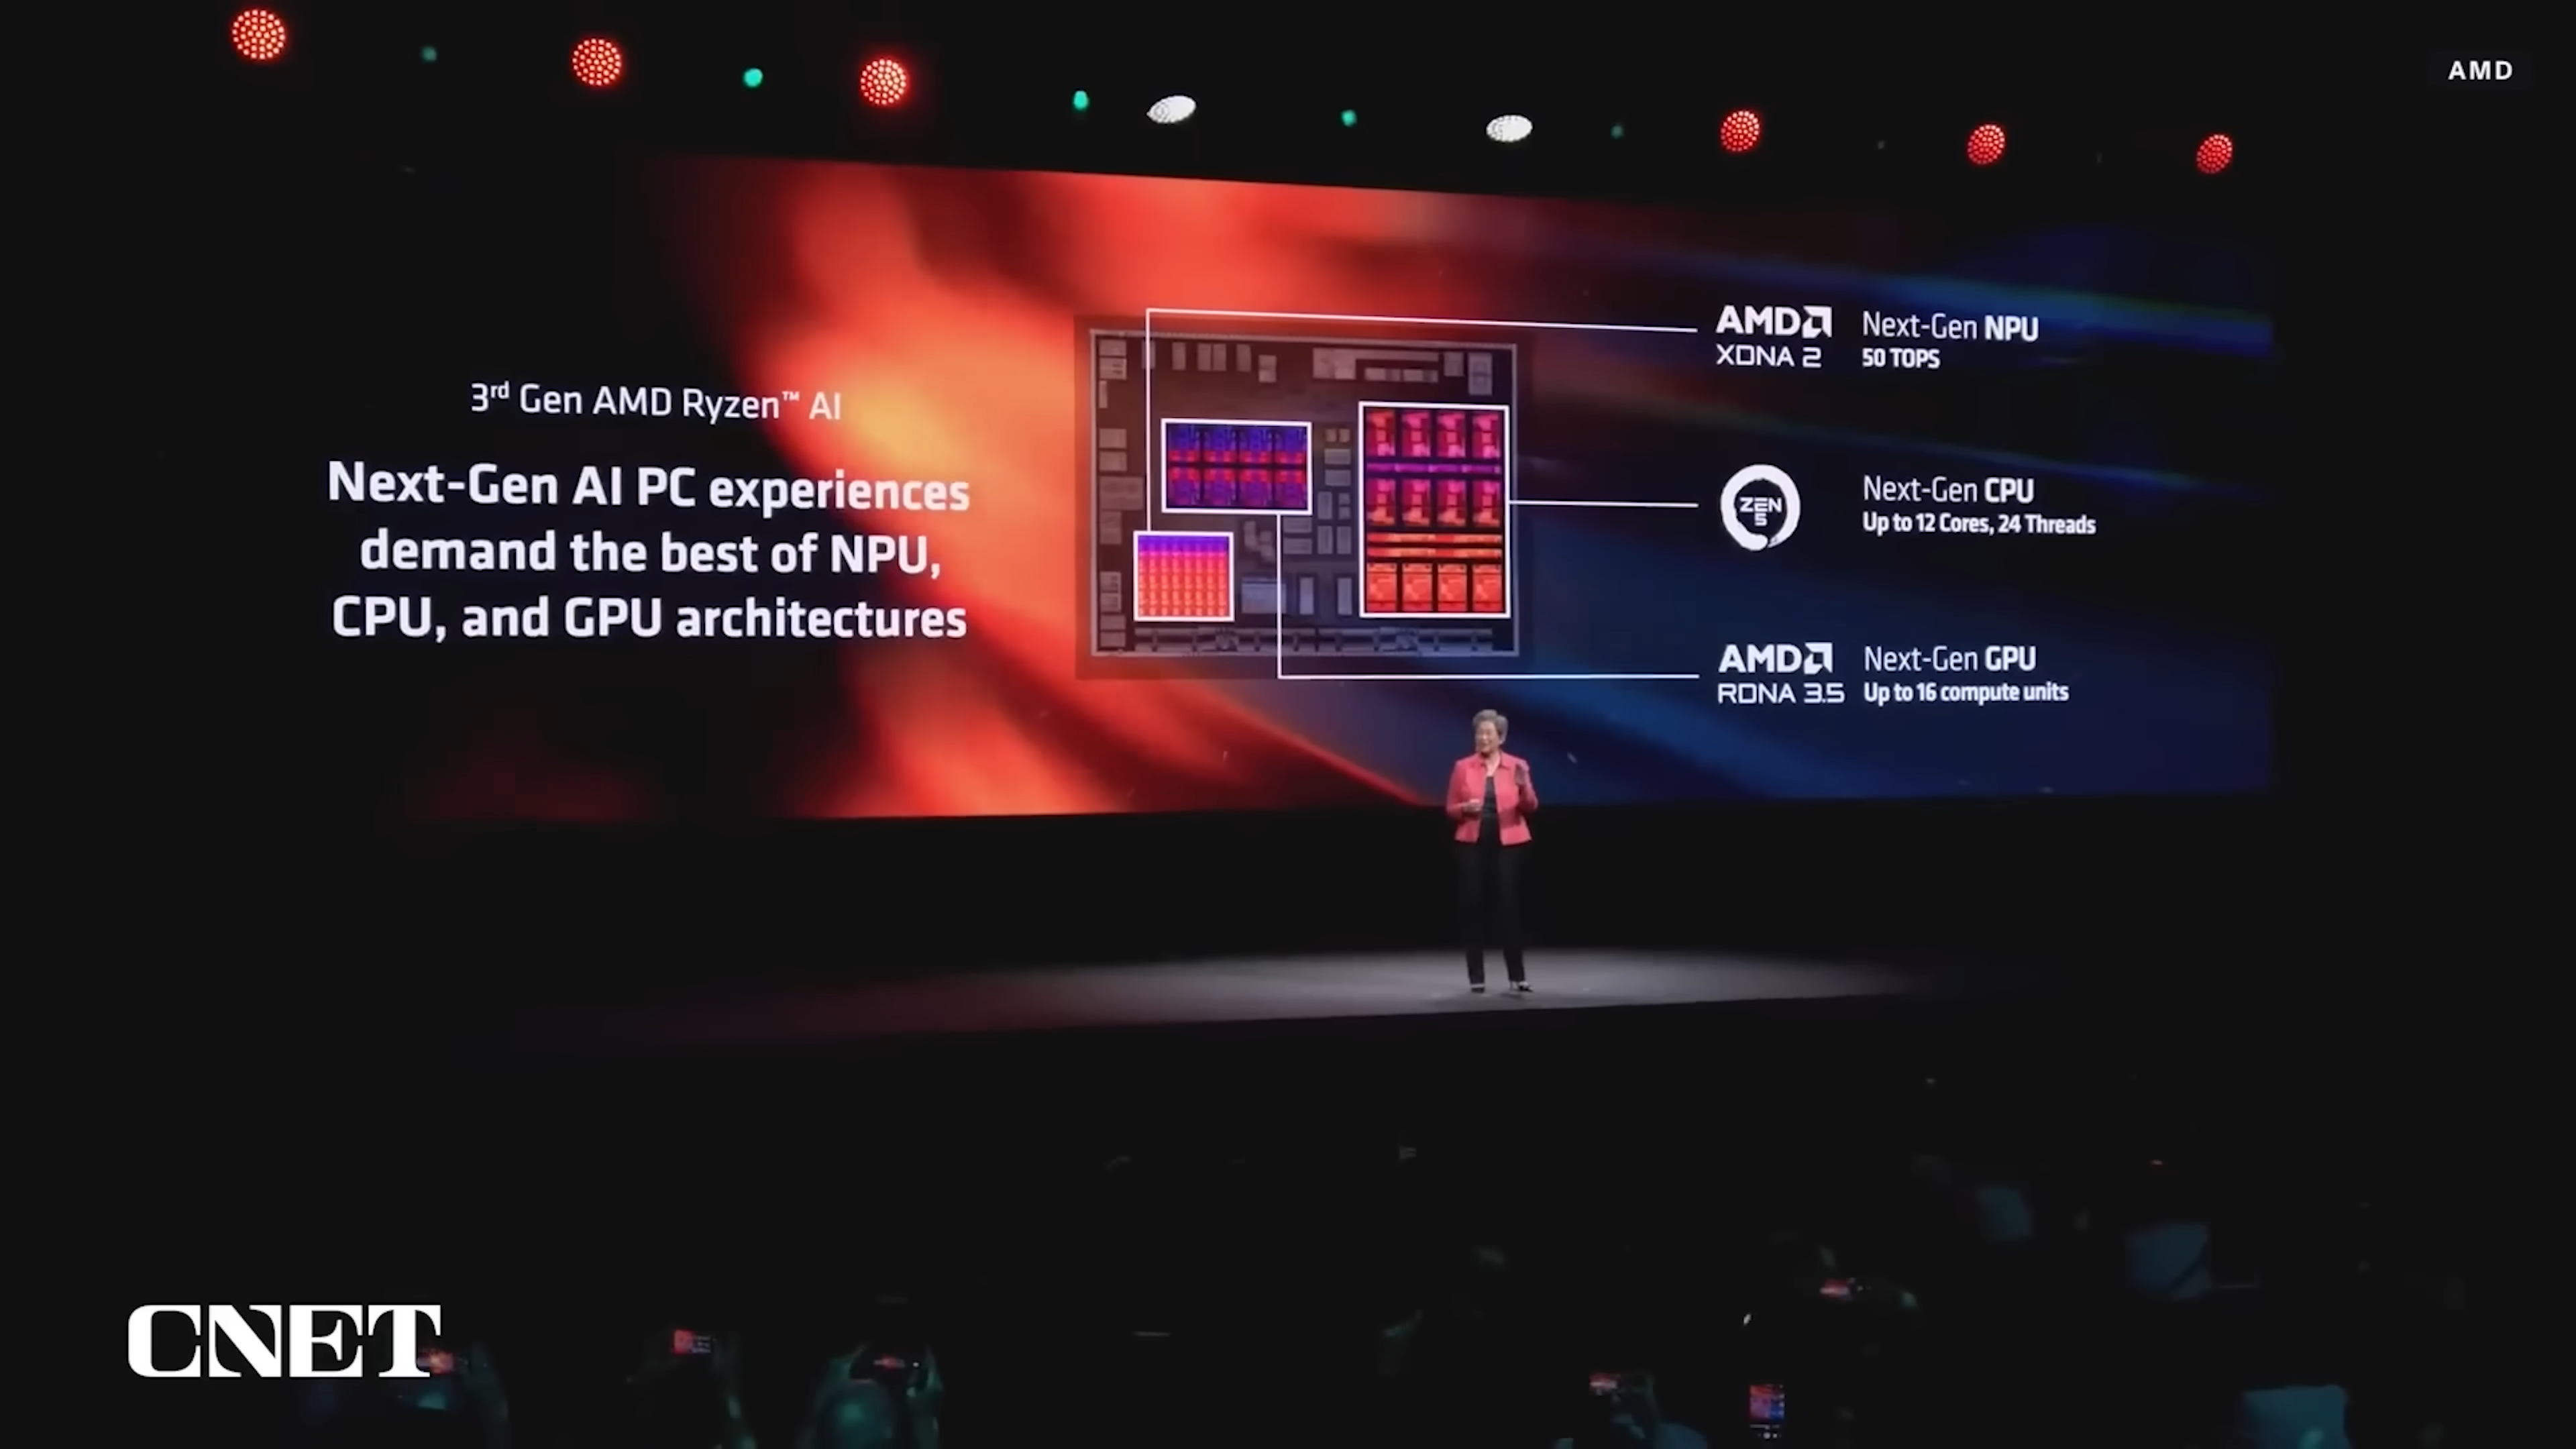 AMD
3rd Gen AMD Ryzen™ AI
Next-Gen AI PC experiences
demand the best of NPU,
CPU, and GPU architectures
AMD
XDNA 2
Next-Gen NPU
50 TOPS
ZEN
5
Next-Gen CPU
Up to 12 Cores, 24 Threads
AMD
RDNA 3.5
Next-Gen GPU
Up to 16 compute units
CNET